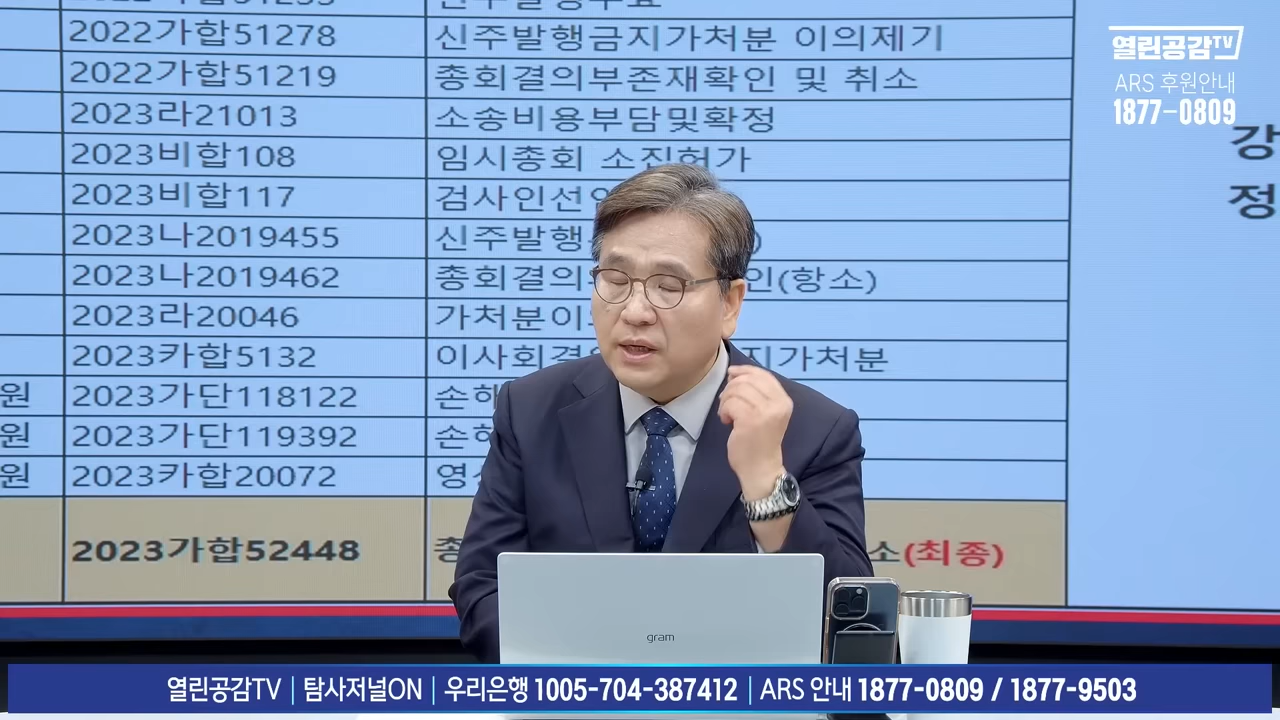 2022가합51278 신주발행금지가처분 이의제기
2022가합51219 총회결의부존재확인 및 취소
2023라21013 소송비용부담및확정
2023비합108 임시총회 소집허가
2023비합117 검사인선
2023나2019455 신주발행 )
2023나2019462 총회결의 인(항소)
2023라20046 가처분이
2023카합5132 이사회결 지가처분
원 2023가단118122 손해
원 2023가단119392 손해
원 2023카합20072
2023가합52448 총 소(최종)
강
정
열린공감TV
ARS 후원안내
1877-0809
gram
열린공감TV | 탐사저널ON | 우리은행 1005-704-387412 | ARS 안내 1877-0809 / 1877-9503